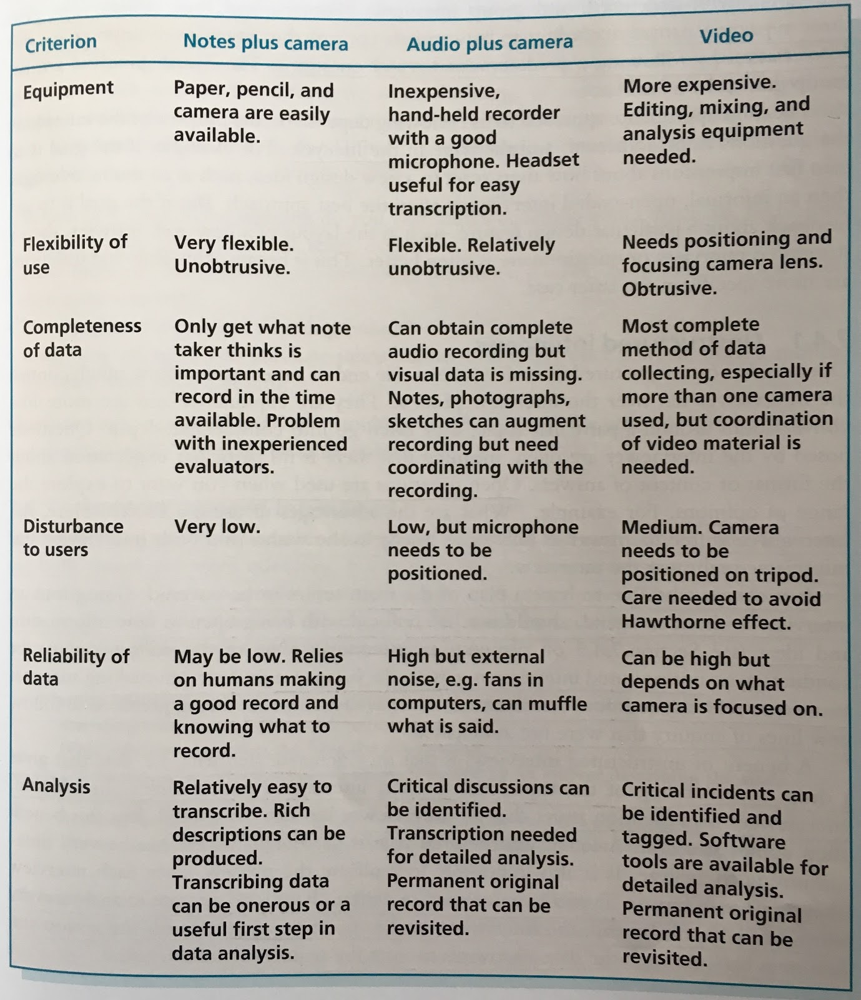 Criterion
Notes plus camera
Audio plus camera
Video
Equipment
Paper, pencil, and
camera are easily
available.
Inexpensive,
hand-held recorder
with a good
microphone. Headset
useful for easy
transcription.
More expensive.
Editing, mixing, and
analysis equipment
needed.
Flexibility of
use
Very flexible.
Unobtrusive.
Flexible. Relatively
unobtrusive.
Needs positioning and
focusing camera lens.
Obtrusive.
Completeness
of data
Only get what note
taker thinks is
important and can
record in the time
available. Problem
with inexperienced
evaluators.
Can obtain complete
audio recording but
visual data is missing.
Notes, photographs,
sketches can augment
recording but need
coordinating with the
recording.
Most complete
method of data
collecting, especially if
more than one camera
used, but coordination
of video material is
needed.
Disturbance
to users
Very low.
Low, but microphone
needs to be
positioned.
Medium. Camera
needs to be
positioned on tripod.
Care needed to avoid
Hawthorne effect.
Reliability of
data
May be low. Relies
on humans making
a good record and
knowing what to
record.
High but external
noise, e.g. fans in
computers, can muffle
what is said.
Can be high but
depends on what
camera is focused on.
Analysis
Relatively easy to
transcribe. Rich
descriptions can be
produced.
Transcribing data
can be onerous or a
useful first step in
data analysis.
Critical discussions can
be identified.
Transcription needed
for detailed analysis.
Permanent original
record that can be
revisited.
Critical incidents can
be identified and
tagged. Software
tools are available for
detailed analysis.
Permanent original
record that can be
revisited.